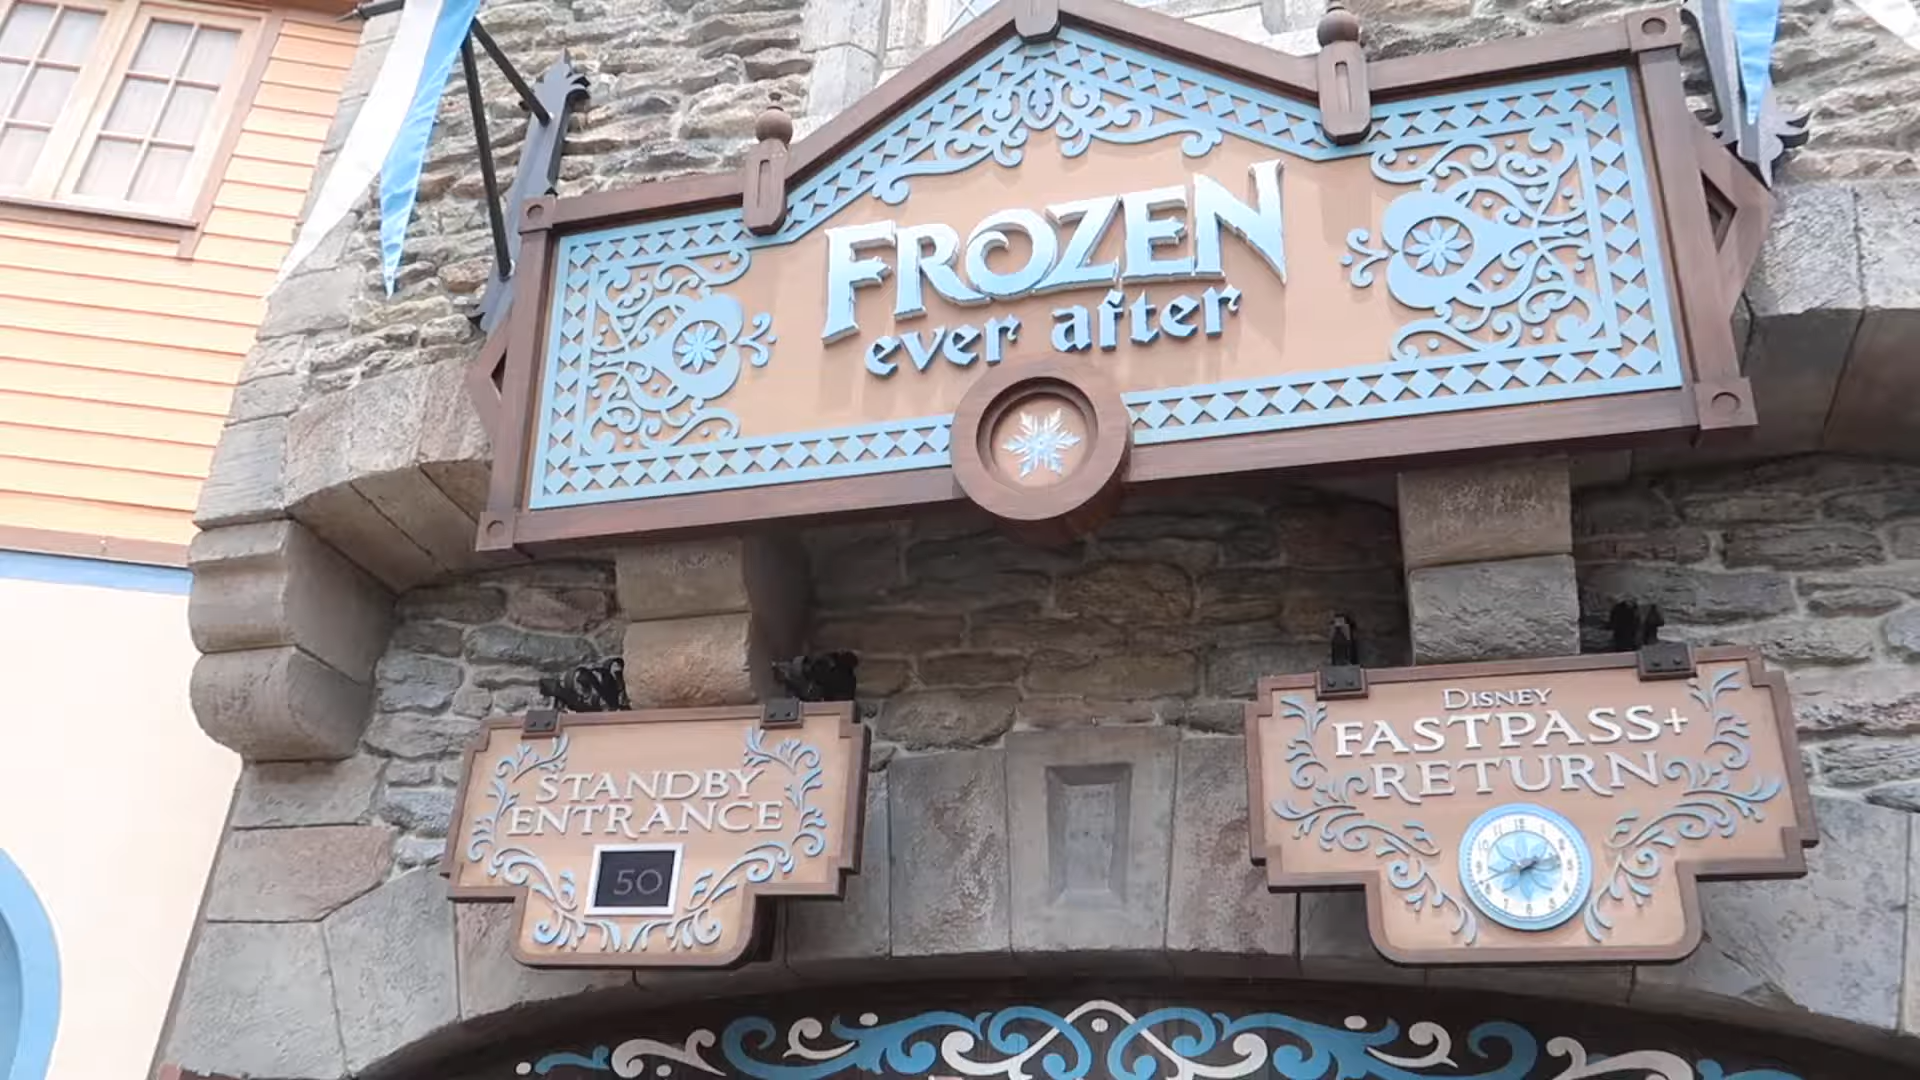 FROZEN
ever after
STANDBY
ENTRANCE
50
DISNEY
FASTPASS+
RETURN